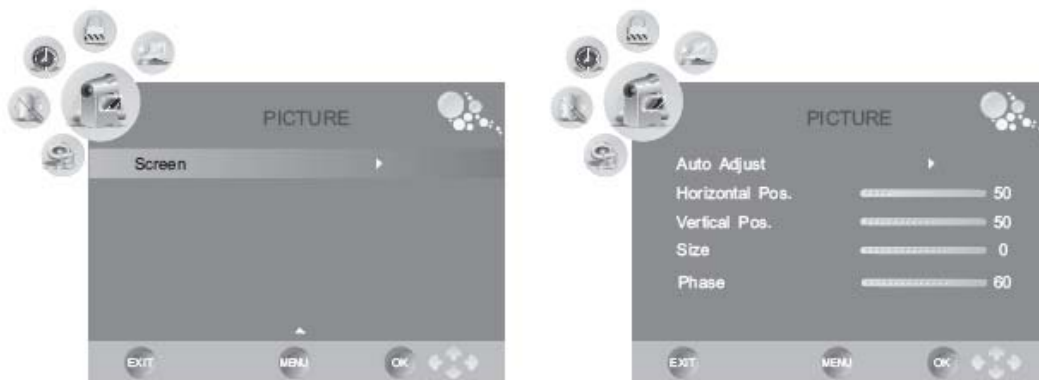 PICTURE
Screen
EXIT MENU OK
PICTURE
Auto Adjust
Horizontal Pos. 50
Vertical Pos. 50
Size 0
Phase 60
EXIT MENU OK